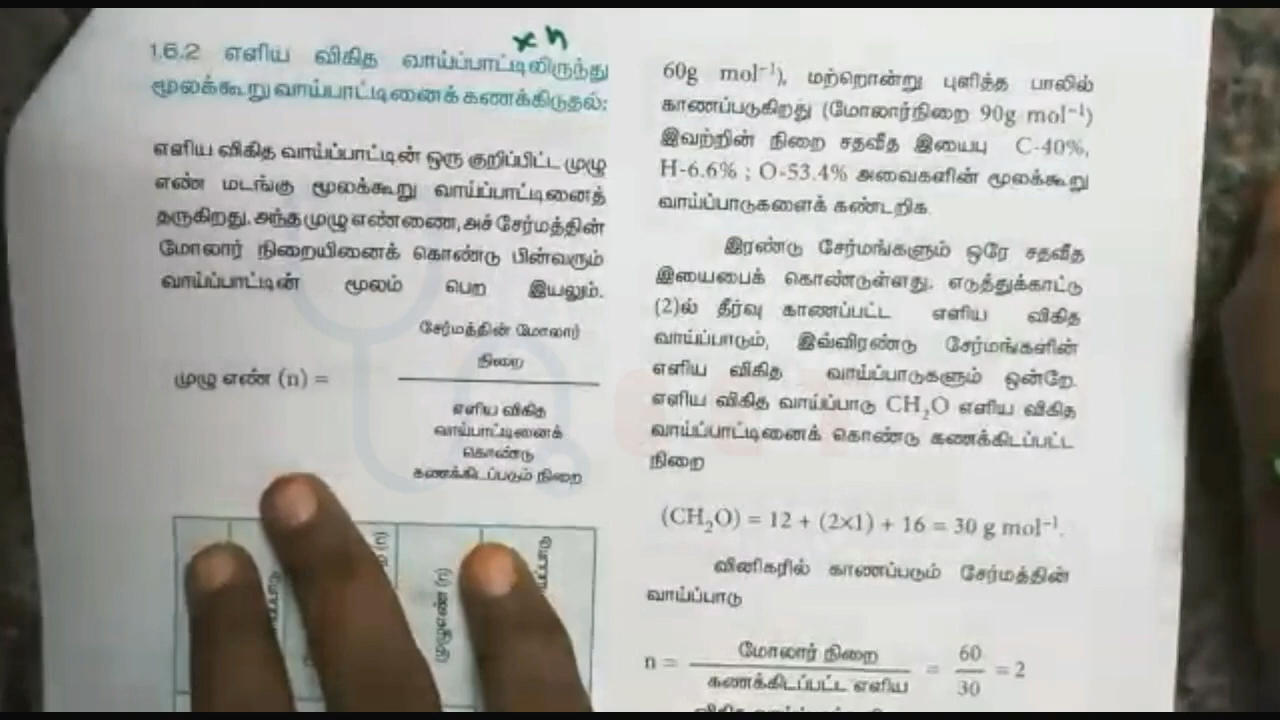 ×n
1.6.2 எளிய விகித வாய்ப்பாட்டிலிருந்து
மூலக்கூறு வாய்பாட்டினைக் கணக்கிடுதல்:
எளிய விகித வாய்ப்பாட்டின் ஒரு குறிப்பிட்ட முழு
எண் மடங்கு மூலக்கூறு வாய்ப்பாட்டினைத்
தருகிறது. அந்த முழு எண்ணை, அச் சேர்மத்தின்
மோலார் நிறையினைக் கொண்டு பின்வரும்
வாய்ப்பாட்டின் மூலம் பெற இயலும்.
சேர்மத்தின் மோலார்
நிறை
முழு எண் (n) =
எளிய விகித
வாய்பாட்டினைக்
கொண்டு
கணக்கிடப்படும் நிறை
(n)
முழுஎண் (n)
60g mol⁻¹), மற்றொன்று புளித்த பாலில்
காணப்படுகிறது (மோலார்நிறை 90g mol⁻¹)
இவற்றின் நிறை சதவீத இயைபு C-40%,
H-6.6% ; O-53.4% அவைகளின் மூலக்கூறு
வாய்ப்பாடுகளைக் கண்டறிக.
இரண்டு சேர்மங்களும் ஒரே சதவீத
இயைபைக் கொண்டுள்ளது. எடுத்துக்காட்டு
(2)ல் தீர்வு காணப்பட்ட எளிய விகித
வாய்ப்பாடும், இவ்விரண்டு சேர்மங்களின்
எளிய விகித வாய்ப்பாடுகளும் ஒன்றே.
எளிய விகித வாய்ப்பாடு CH₂O எளிய விகித
வாய்ப்பாட்டினைக் கொண்டு கணக்கிடப்பட்ட
நிறை
(CH₂O) = 12 + (2×1) + 16 = 30 g mol⁻¹.
வினிகரில் காணப்படும் சேர்மத்தின்
வாய்ப்பாடு
மோலார் நிறை 60
n = = = 2
கணக்கிடப்பட்ட எளிய 30